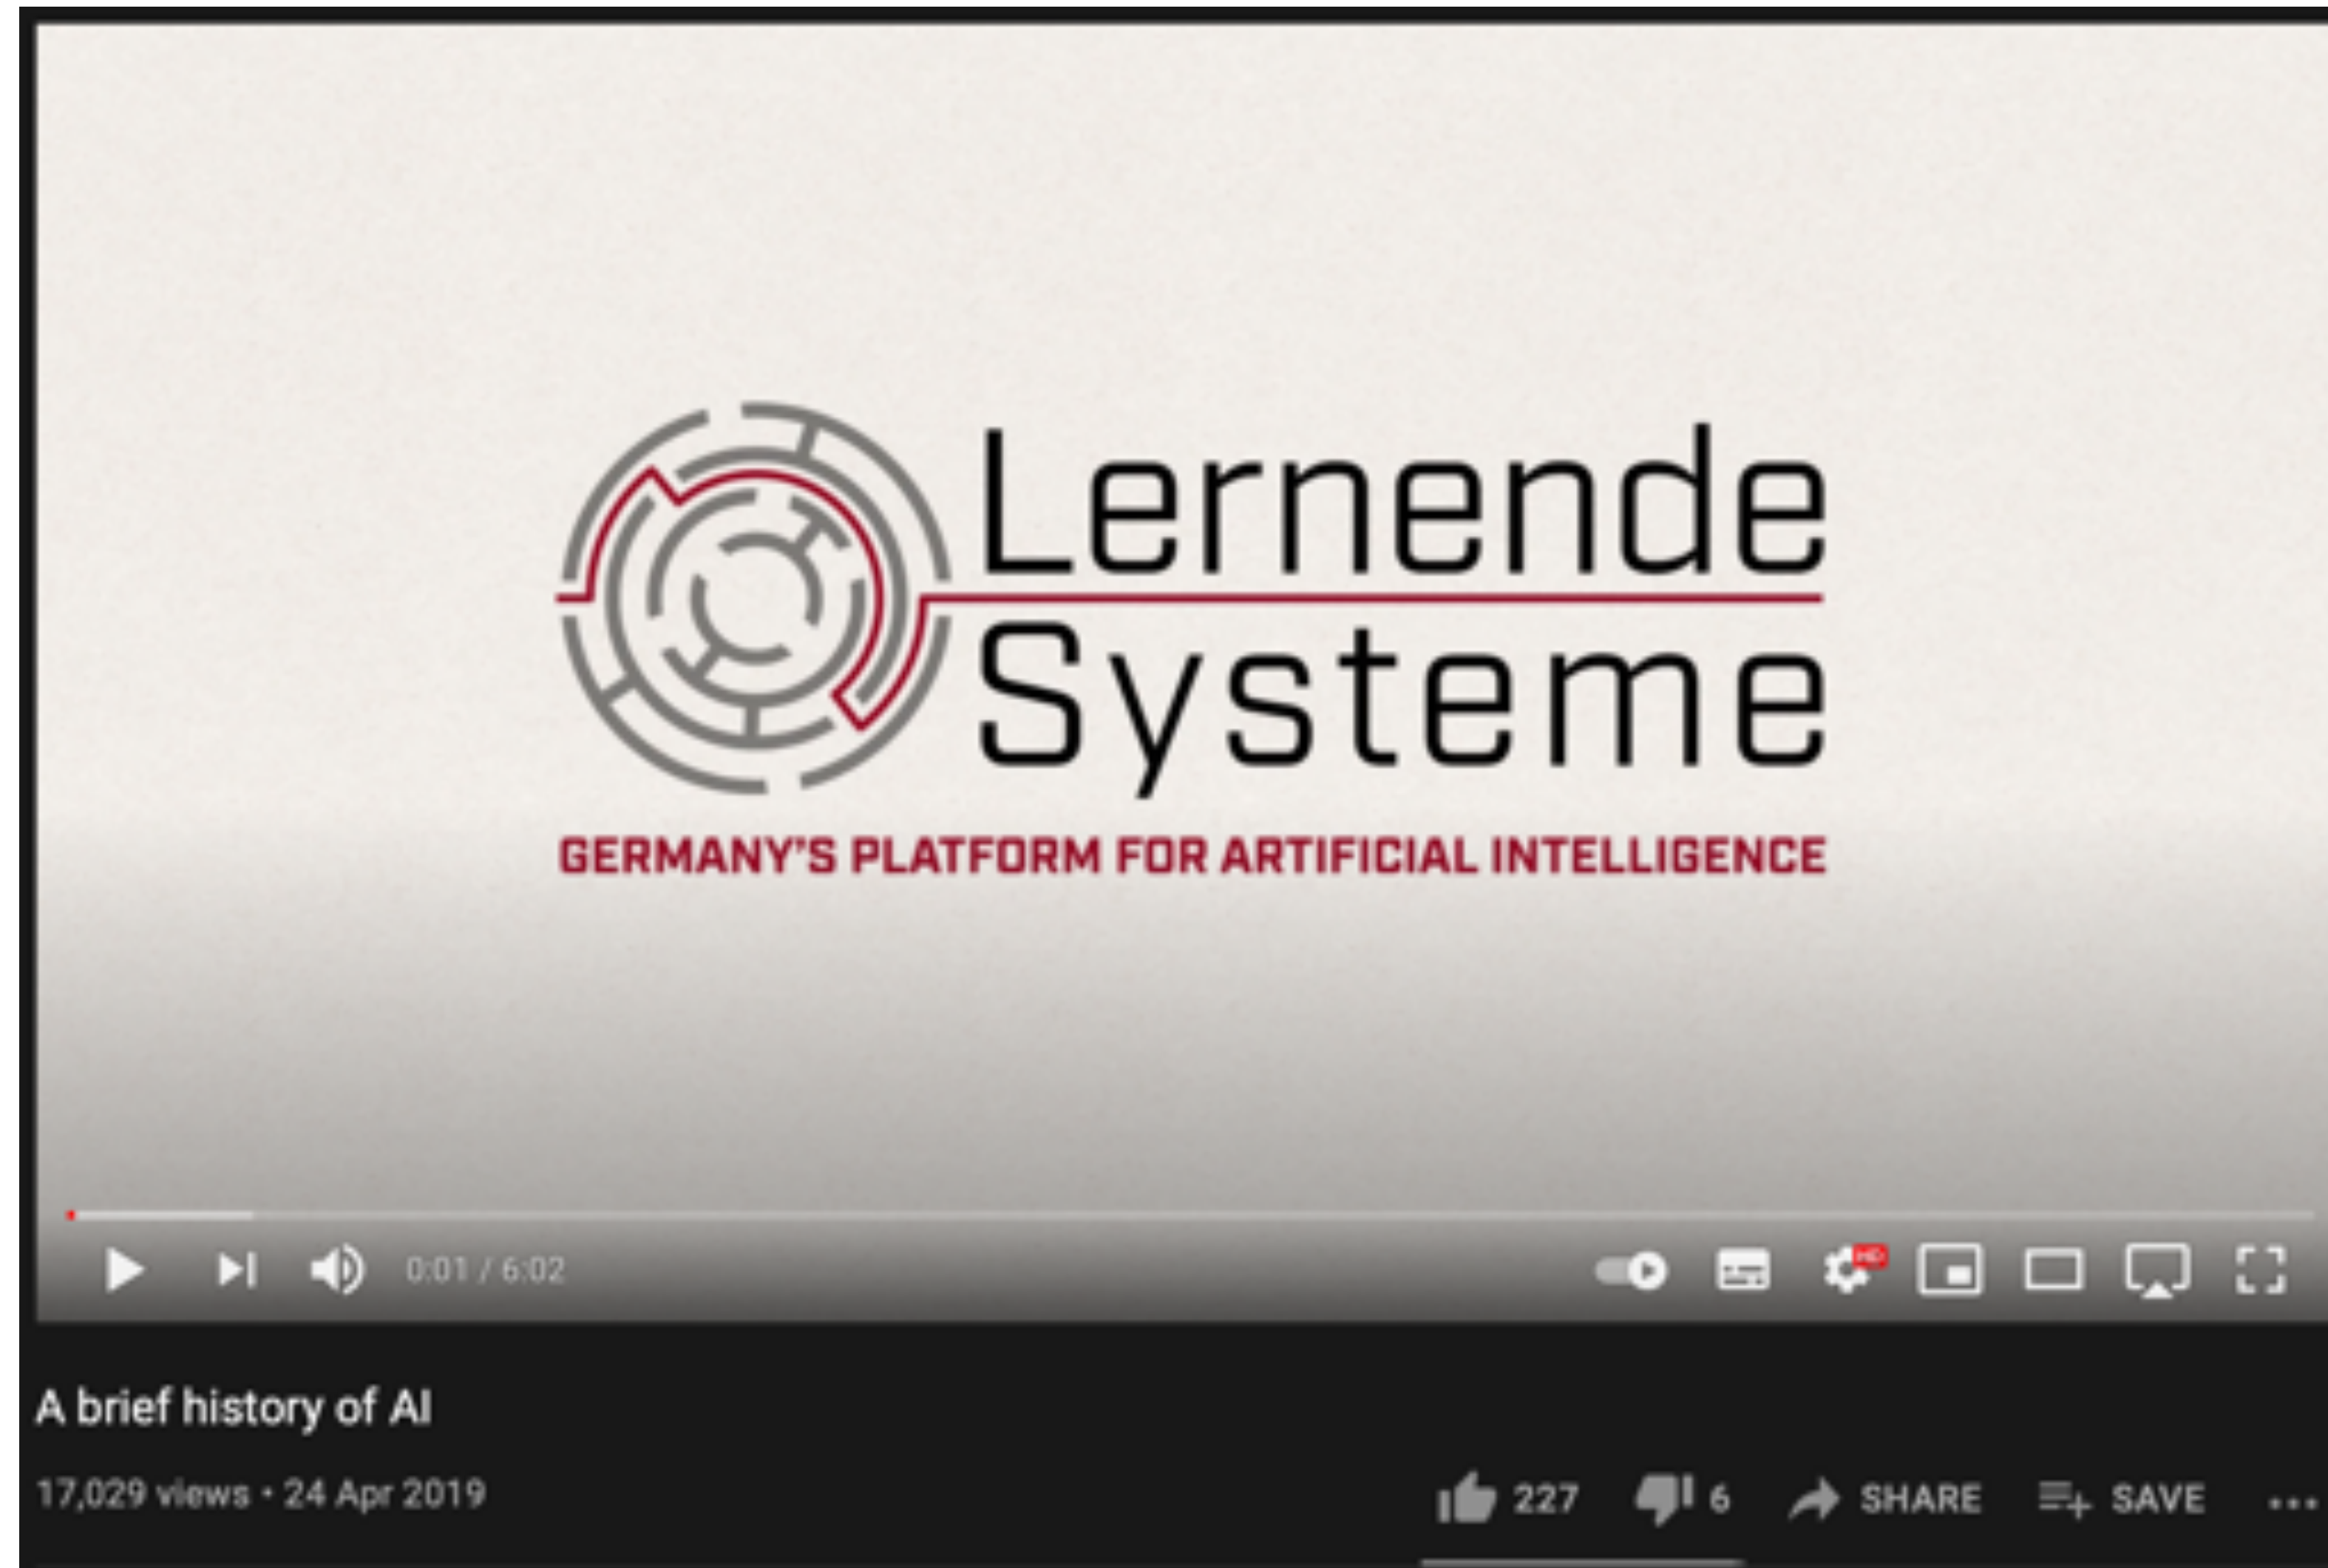 Lernende
Systeme
GERMANY'S PLATFORM FOR ARTIFICIAL INTELLIGENCE
0:01 / 6:02
HD
A brief history of AI
17,029 views • 24 Apr 2019
227 6 SHARE SAVE